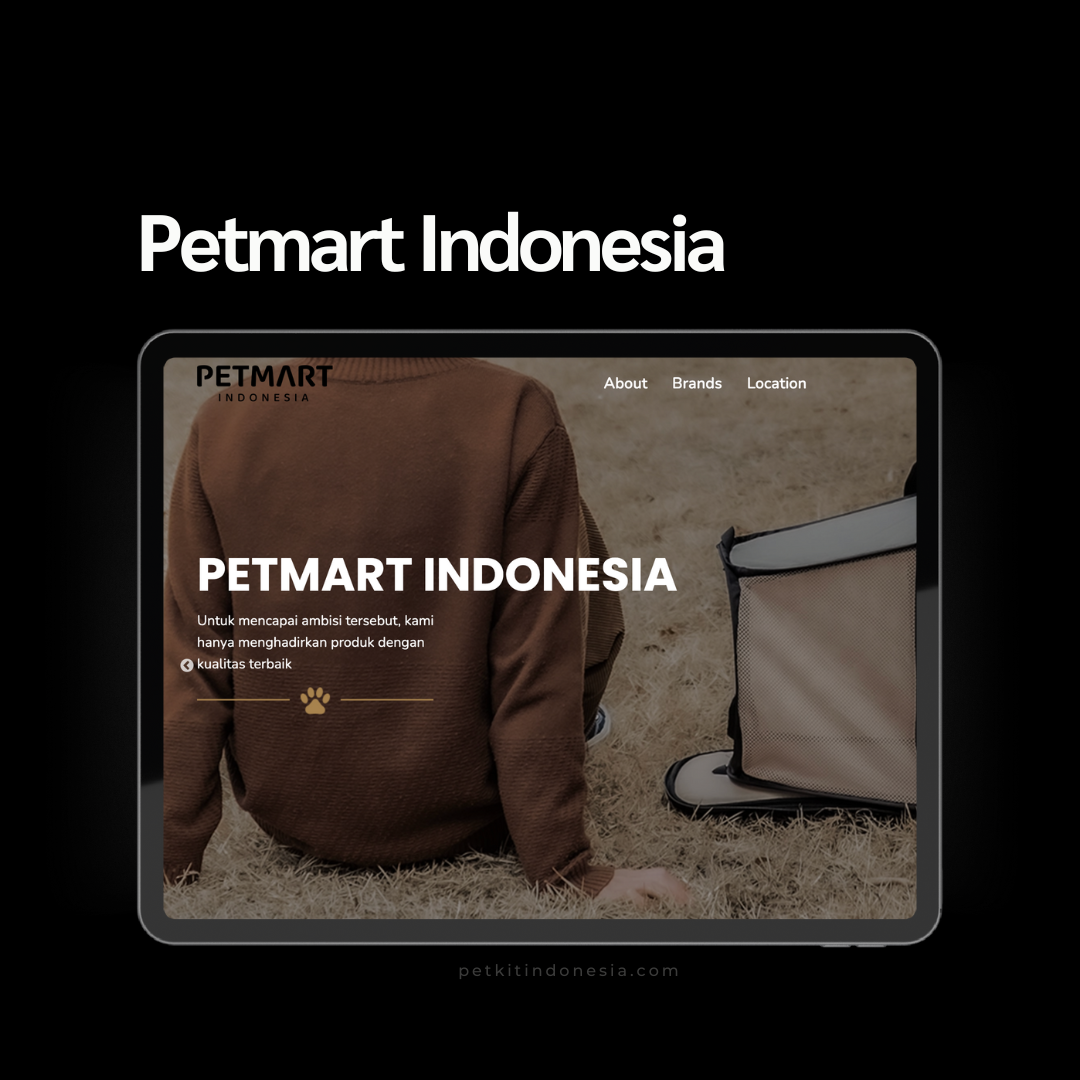 Petmart Indonesia
PETMART
INDONESIA
About Brands Location
PETMART INDONESIA
Untuk mencapai ambisi tersebut, kami
hanya menghadirkan produk dengan
kualitas terbaik
petkitindonesia.com